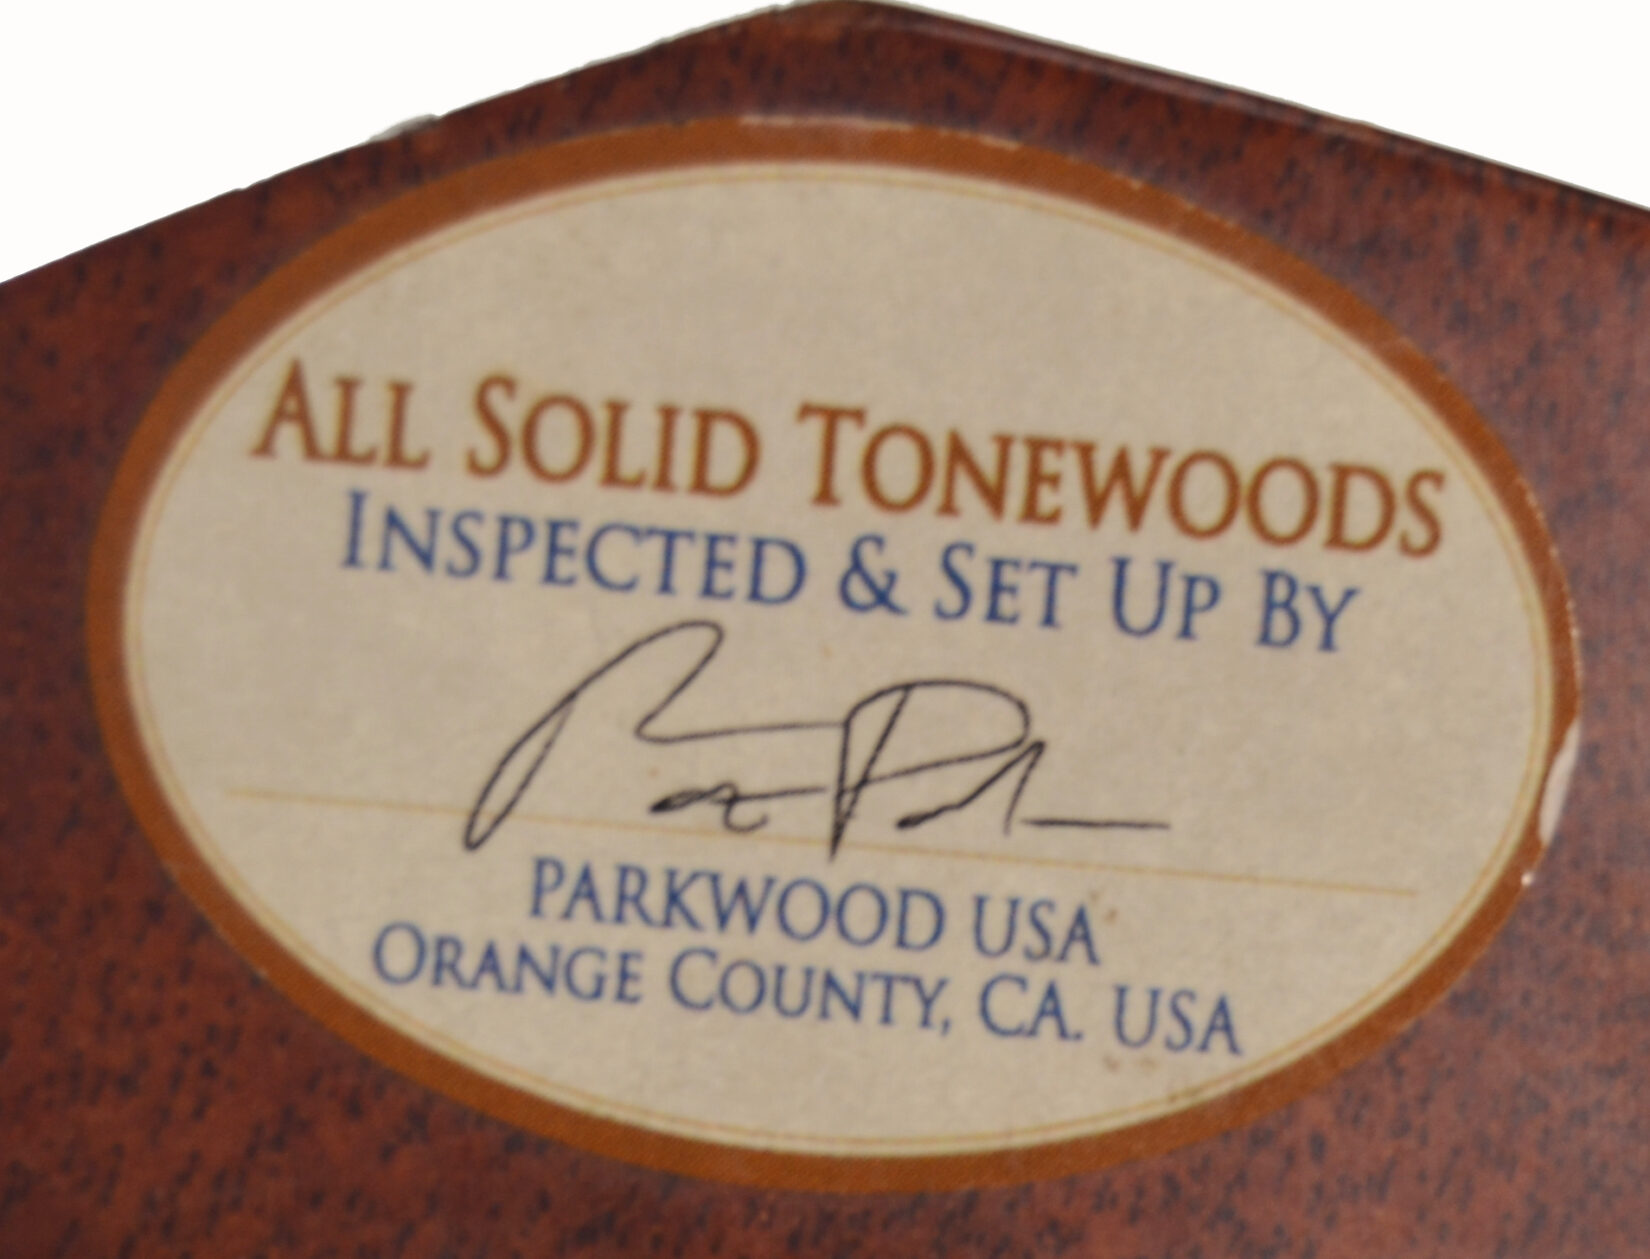 All Solid Tonewoods
Inspected & Set Up By
PARKWOOD USA
Orange County, CA. USA